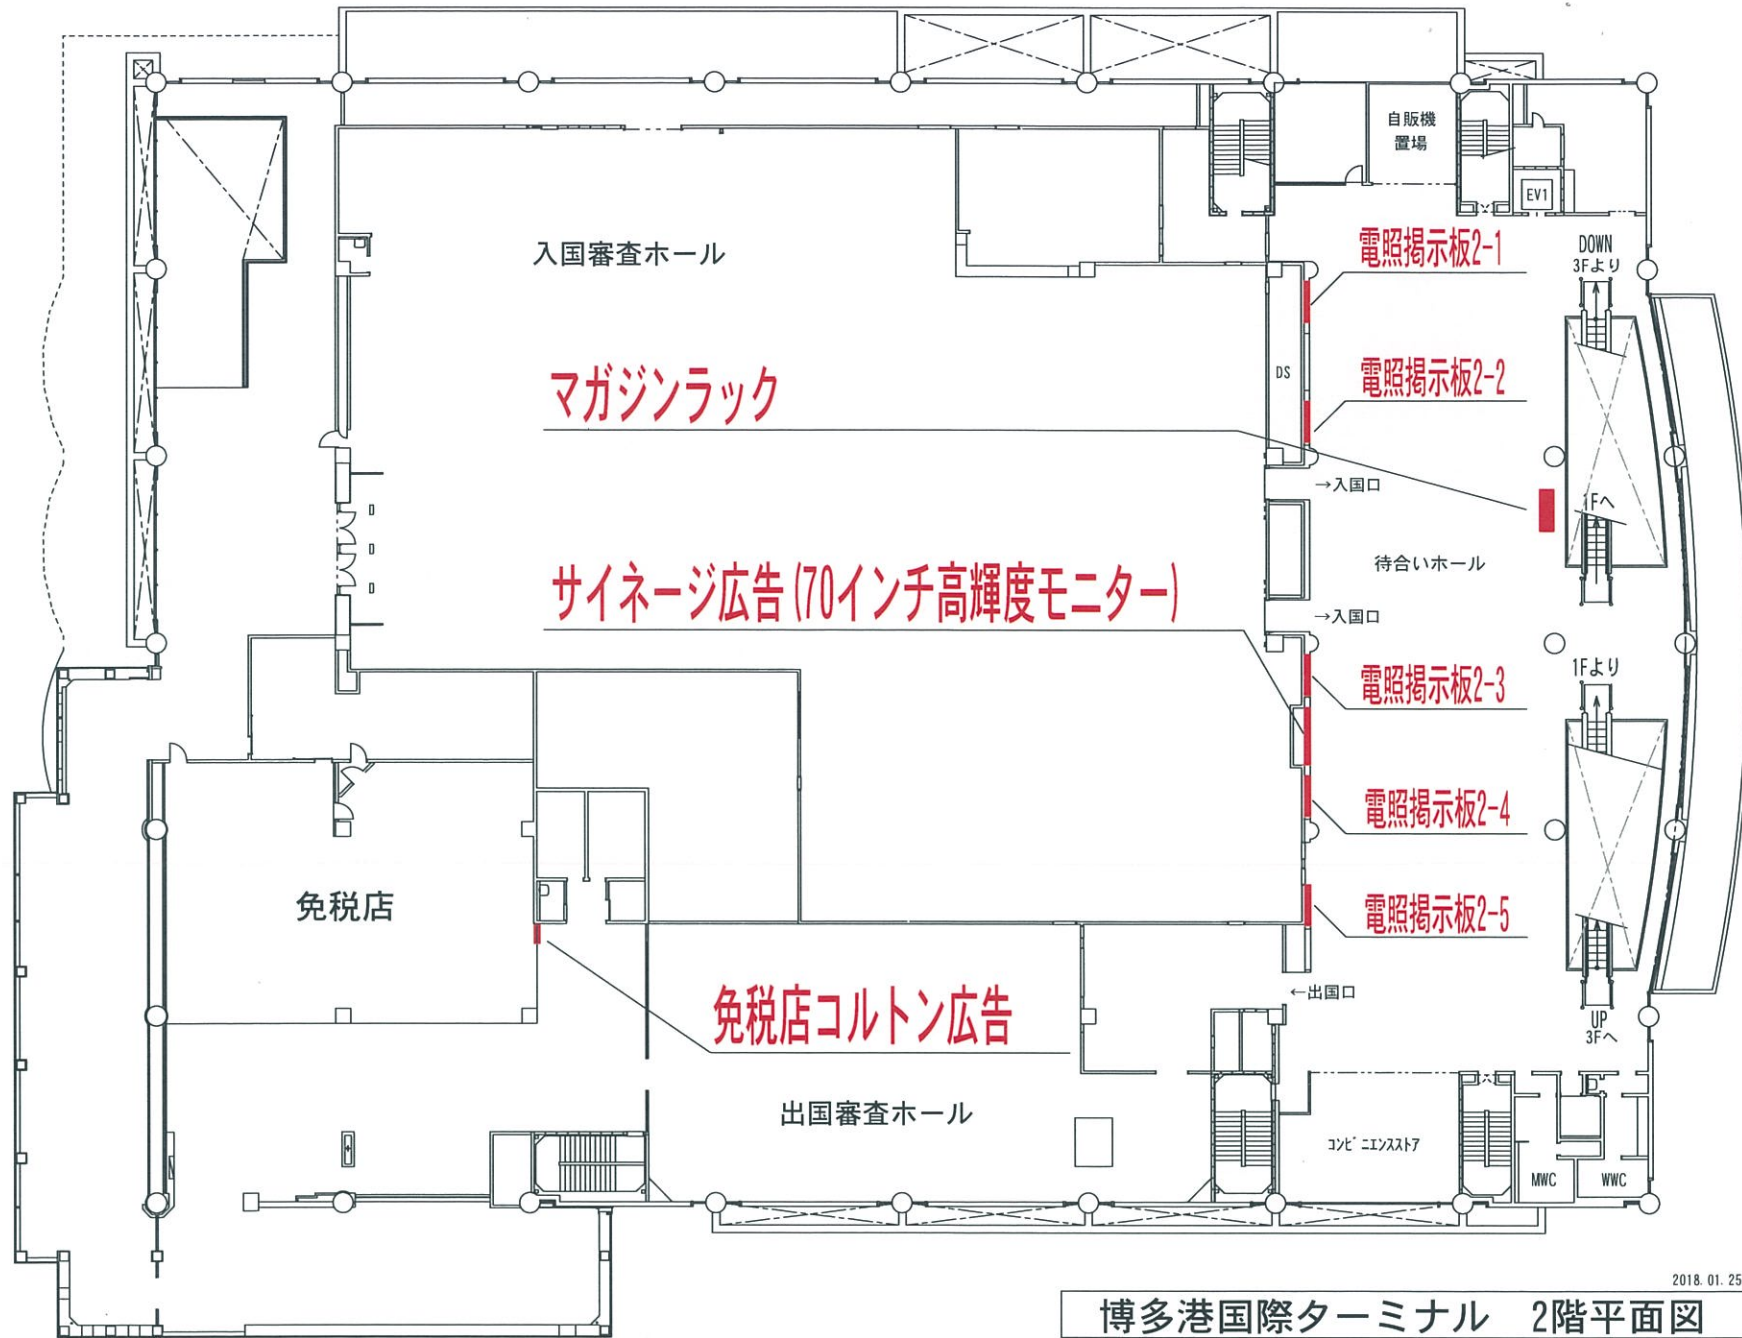 自販機
置場
EV1
入国審査ホール
電照掲示板2-1
DOWN
3Fより
マガジンラック
DS
電照掲示板2-2
→入国口
1Fへ
待合いホール
サイネージ広告(70インチ高輝度モニター)
→入国口
電照掲示板2-3
1Fより
電照掲示板2-4
免税店
電照掲示板2-5
免税店コルトン広告
←出国口
UP
3Fへ
出国審査ホール
コンビニエンスストア
MWC
WWC
2018.01.25
博多港国際ターミナル 2階平面図